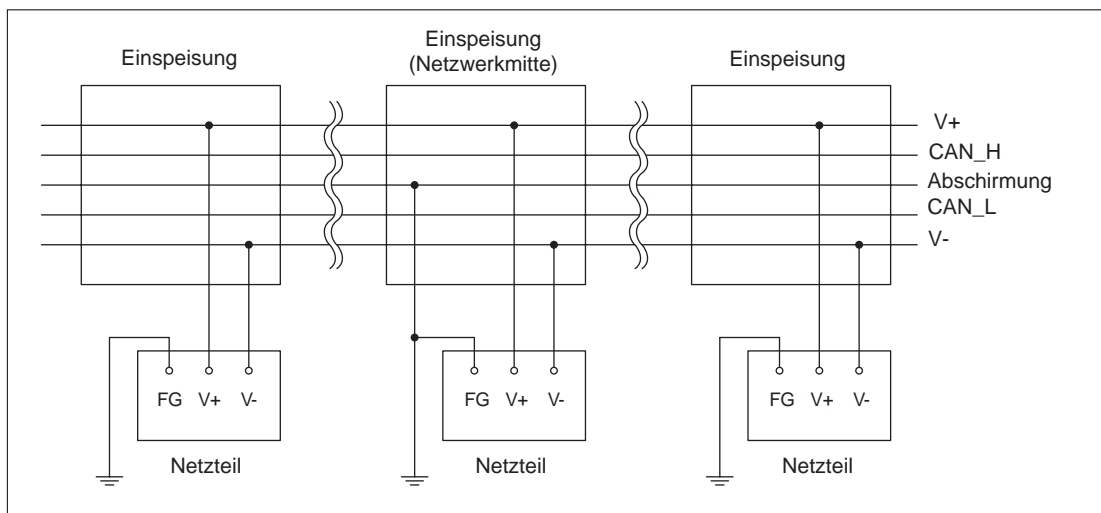 Einspeisung
Einspeisung
(Netzwerkmitte)
Einspeisung
V+
CAN_H
Abschirmung
CAN_L
V-
FG V+ V-
FG V+ V-
FG V+ V-
Netzteil
Netzteil
Netzteil